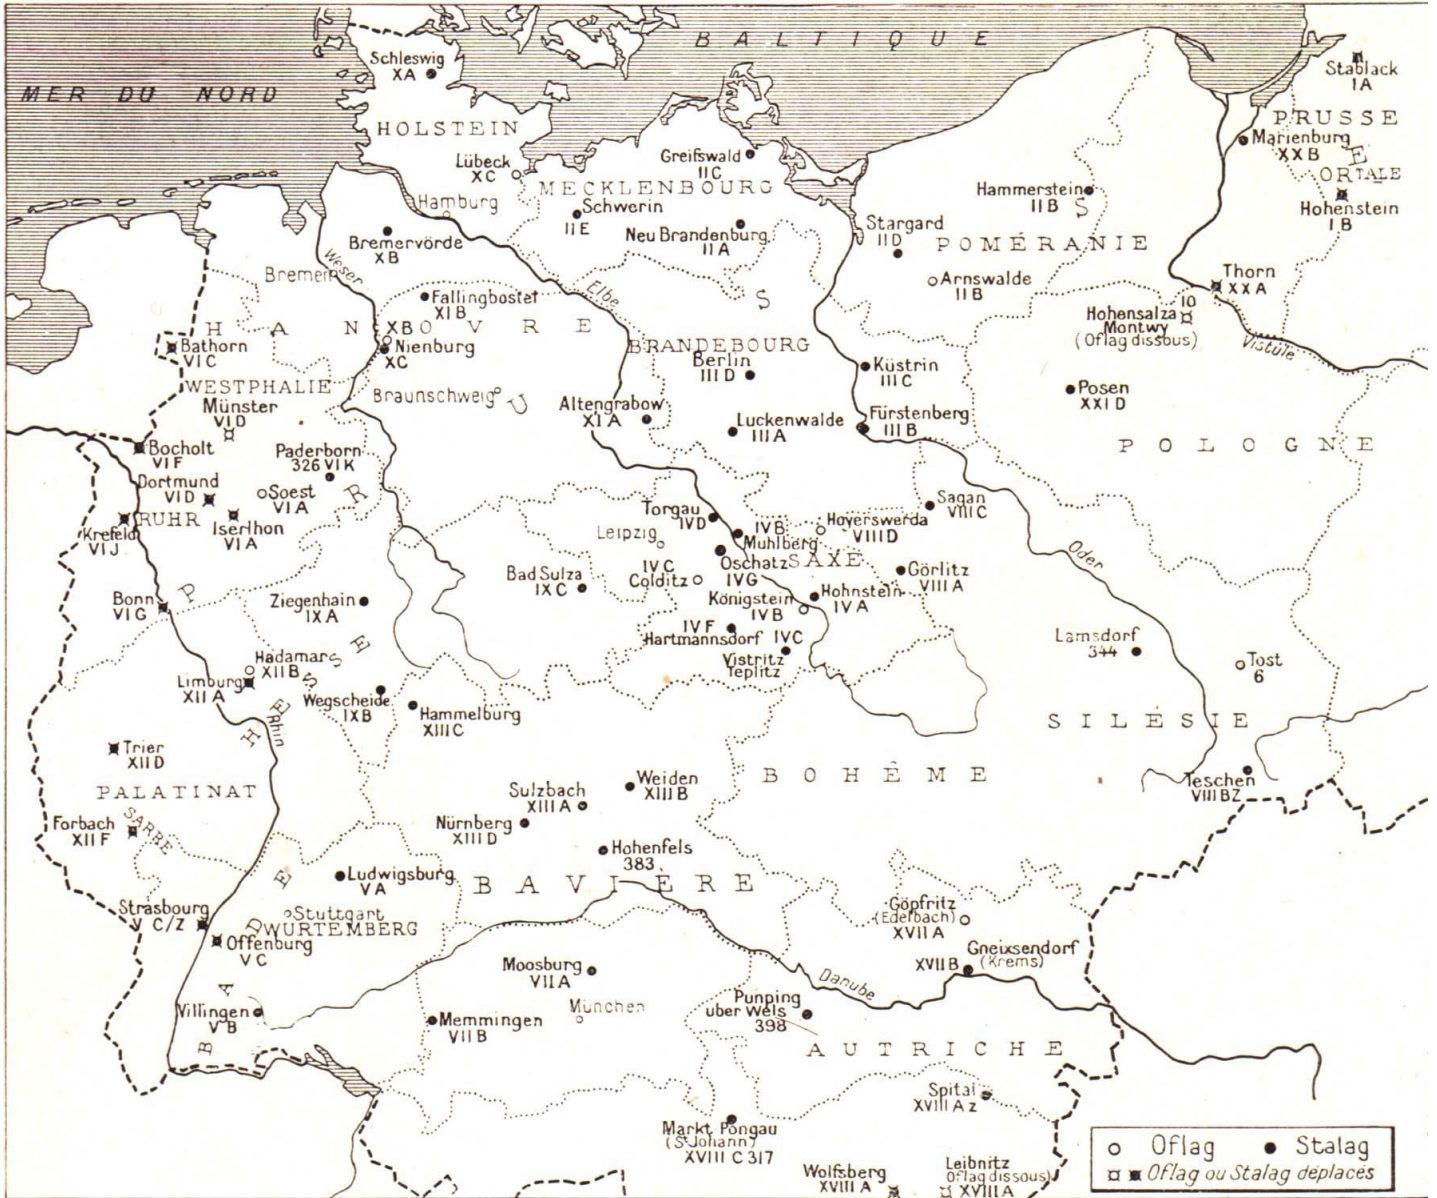 BALTIQUE
MER DU NORD
Schleswig
XA
HOLSTEIN
Lübeck
XC
Hamburg
Greifswald
IIC
MECKLENBOURG
Schwerin
IIE
Neu Brandenburg
IIA
Stablack
IA
PRUSSE
Marienburg
XXB
ORTALE
Hohenstein
IB
Hammerstein
IIB
Stargard
IID
POMÉRANIE
Arnswalde
IIB
Thorn
XXA
10
Hohensalza
Montwy
(Oflag dissous)
Vistule
Bremervörde
XB
Bremen
Weser
Elbe
Fallingbostel
XIB
HANOVRE
XB
Nienburg
XC
Bathorn
VIC
WESTPHALIE
Münster
VID
Braunschweig
BRANDEBOURG
Berlin
IIID
Küstrin
IIIC
Posen
XXID
Altengrabow
XIA
Luckenwalde
IIIA
Fürstenberg
IIIB
POLOGNE
Bocholt
VIF
Paderborn
326 VIK
Dortmund
VID
Soest
VIA
RUHR
Iserlhon
VIA
Krefeld
VIJ
Torgau
IVD
Leipzig
IVB
Muhlberg
Hoyerswerda
VIIID
Sagan
VIIIC
SAXE
Oschatz
IVG
IVC
Colditz
Bad Sulza
IXC
Görlitz
VIIIA
Oder
Hohnstein
IVA
Königstein
IVB
IVF
Hartmannsdorf
IVC
Vistritz
Teplitz
Bonn
VIG
Ziegenhain
IXA
PRUSSE
HESSE
Hadamar
XIIB
Limburg
XIIA
Wegscheide
IXB
Hammelburg
XIIIC
Rhin
Lamsdorf
344
Tost
6
SILÉSIE
Teschen
VIIIBZ
Trier
XIID
PALATINAT
Forbach
XIIF
SARRE
BOHÊME
Weiden
XIIIB
Sulzbach
XIIIA
Nürnberg
XIIID
Hohenfels
383
BAVIÈRE
Ludwigsburg
VA
Stuttgart
WURTEMBERG
Strasbourg
VC/Z
Offenburg
VC
BADE
Villingen
VB
Göpfritz
(Edelbach)
XVIIA
Gneixsendorf
(Krems)
XVIIB
Danube
Moosburg
VIIA
München
Memmingen
VIIB
Punping
uber Wels
398
AUTRICHE
Spital
XVIII Az
Markt Pongau
(St Johann)
XVIII C 317
Wolfsberg
XVIIIA
Leibnitz
Oflag dissous)
XVIIIA
Oflag
Stalag
Oflag ou Stalag déplacés